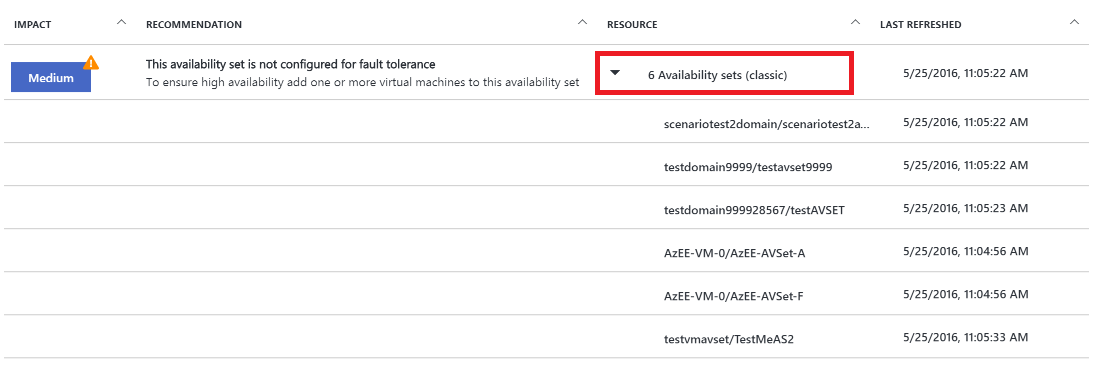 IMPACT RECOMMENDATION RESOURCE LAST REFRESHED
Medium This availability set is not configured for fault tolerance 6 Availability sets (classic) 5/25/2016, 11:05:22 AM
To ensure high availability add one or more virtual machines to this availability set
scenariotest2domain/scenariotest2a... 5/25/2016, 11:05:22 AM
testdomain9999/testavset9999 5/25/2016, 11:05:22 AM
testdomain999928567/testAVSET 5/25/2016, 11:05:23 AM
AzEE-VM-0/AzEE-AVSet-A 5/25/2016, 11:04:56 AM
AzEE-VM-0/AzEE-AVSet-F 5/25/2016, 11:04:56 AM
testvmavset/TestMeAS2 5/25/2016, 11:05:33 AM